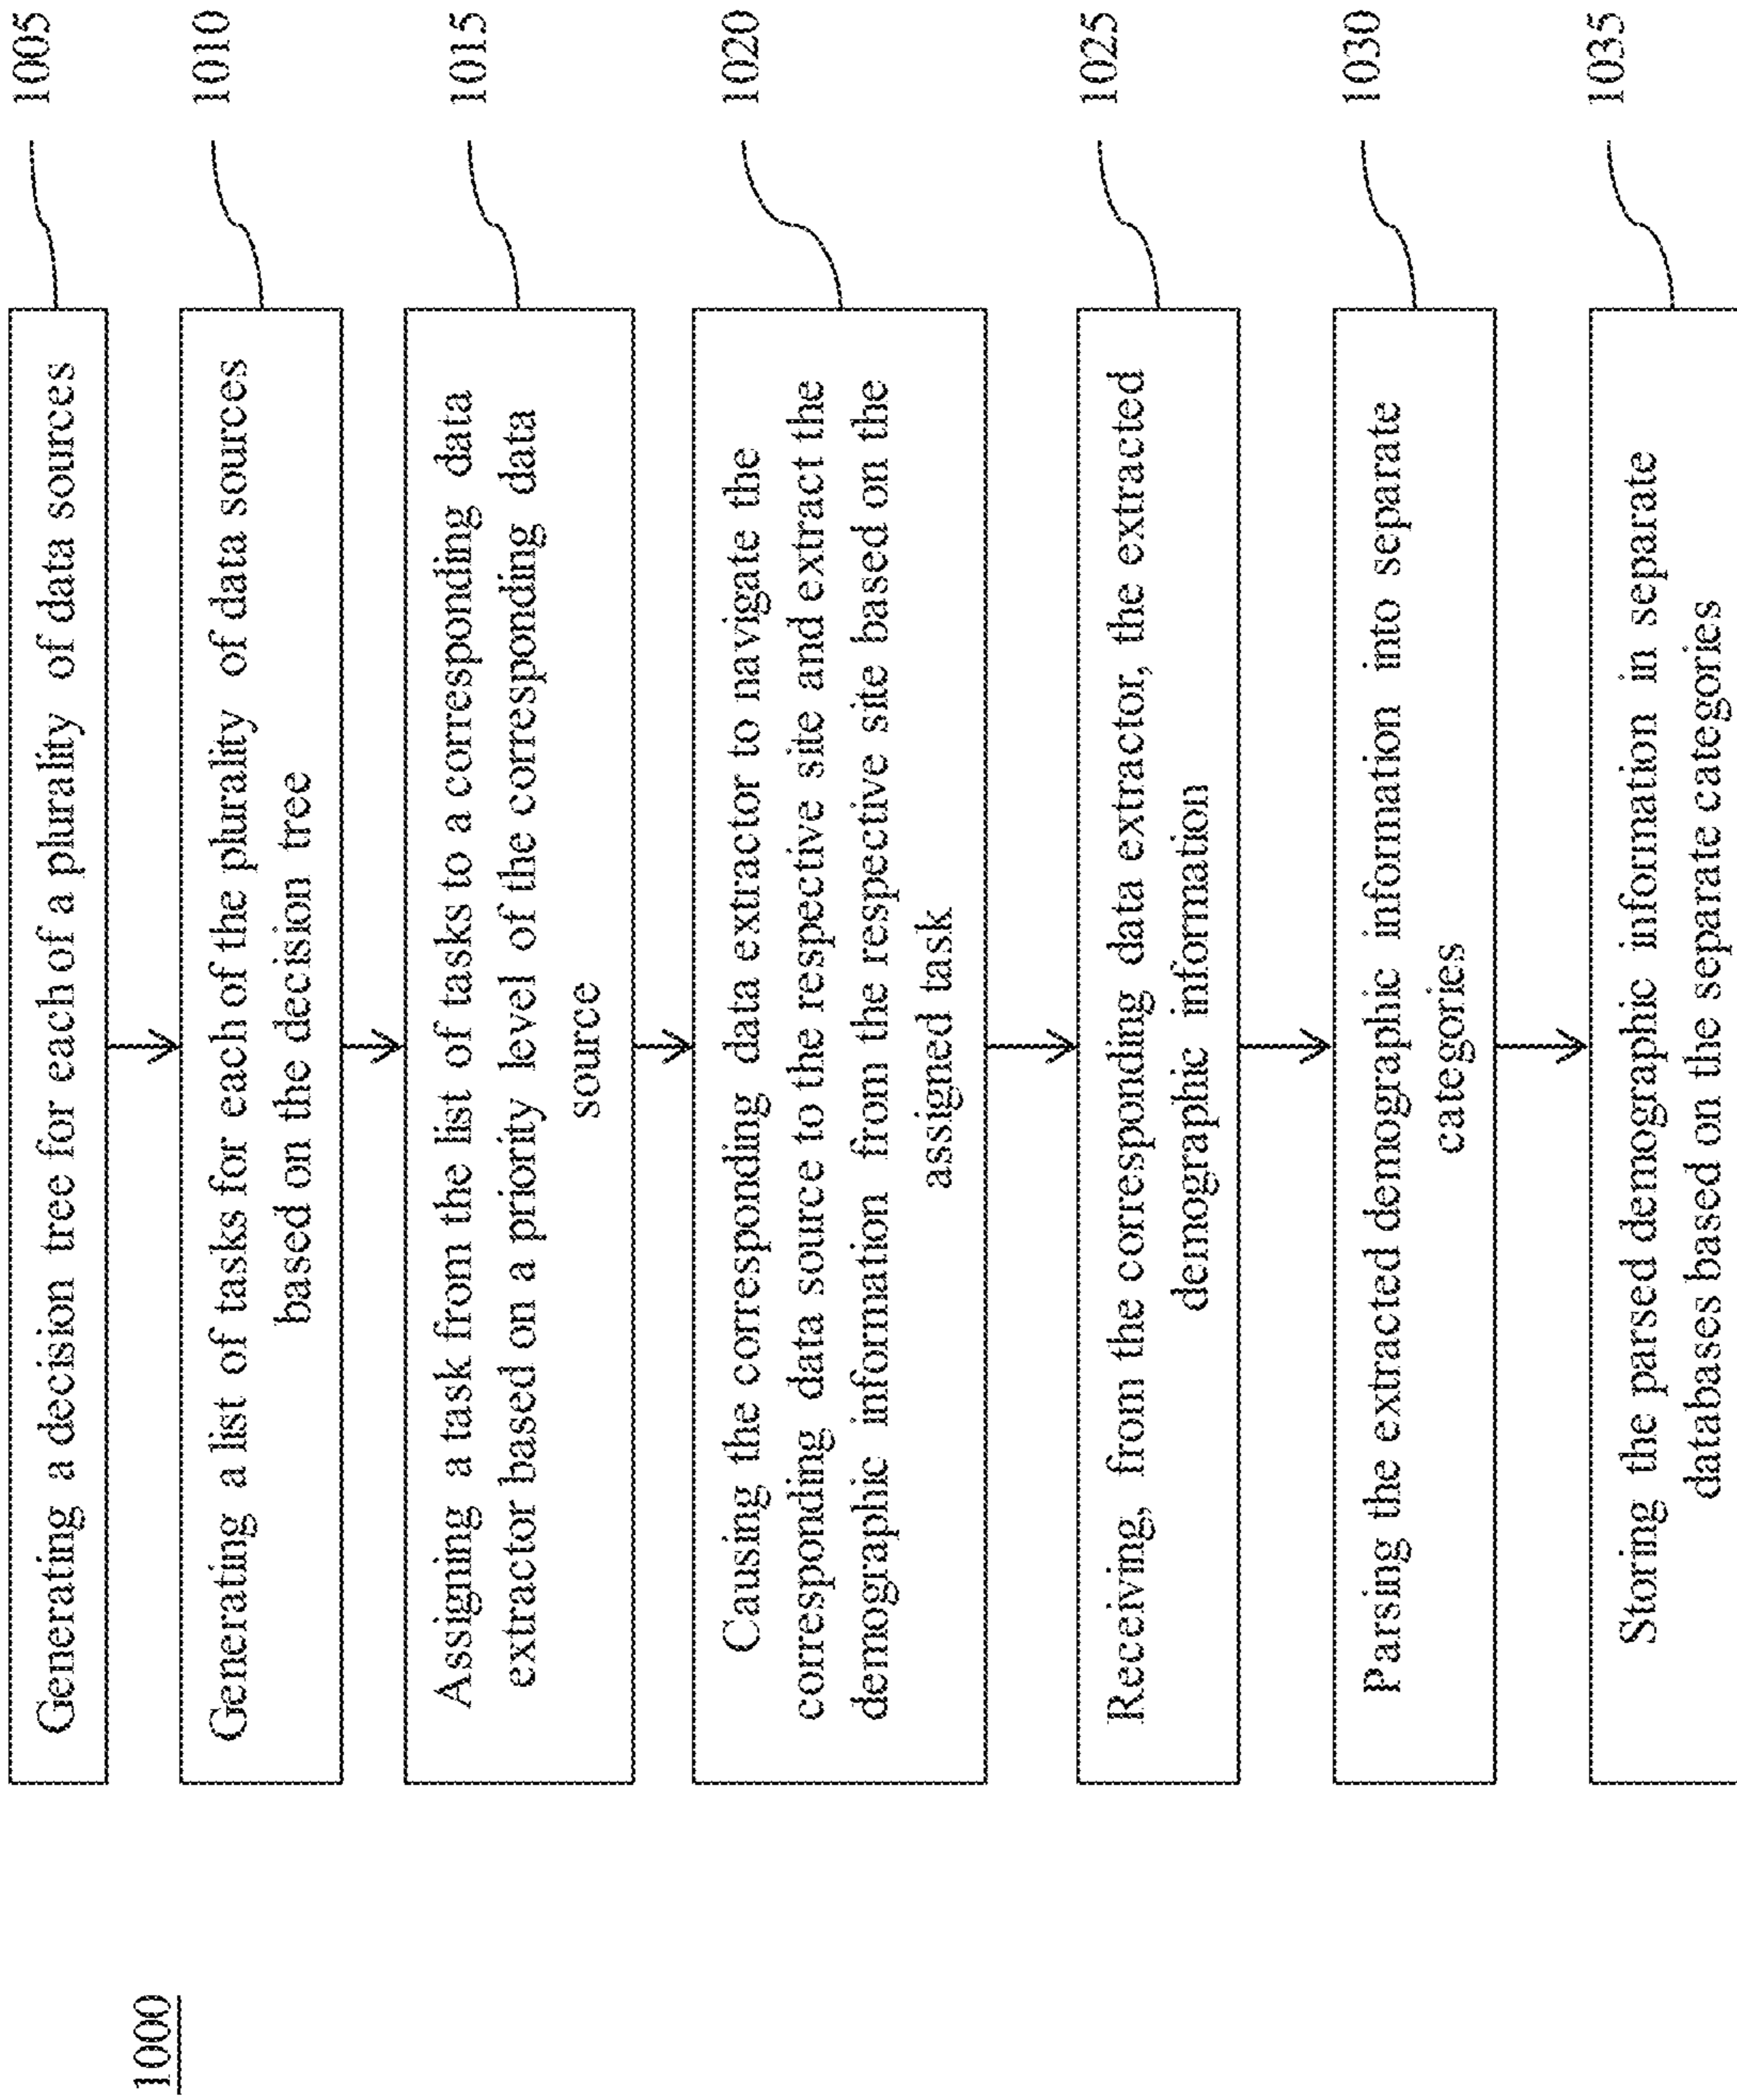 1000
Generating a decision tree for each of a plurality of data sources
1005
Generating a list of tasks for each of the plurality of data sources
based on the decision tree
1010
Assigning a task from the list of tasks to a corresponding data
extractor based on a priority level of the corresponding data
source
1015
Causing the corresponding data extractor to navigate the
corresponding data source to the respective site and extract the
demographic information from the respective site based on the
assigned task
1020
Receiving, from the corresponding data extractor, the extracted
demographic information
1025
Parsing the extracted demographic information into separate
categories
1030
Storing the parsed demographic information in separate
databases based on the separate categories
1035